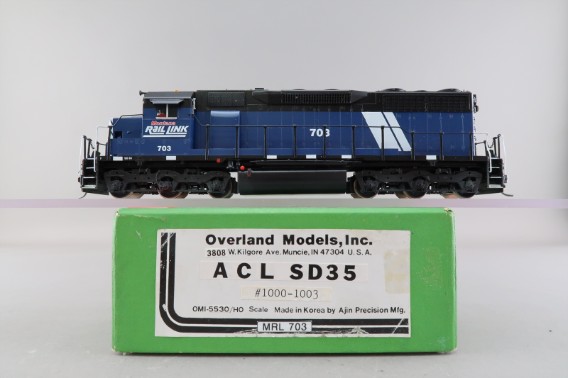 Montana
RAIL LINK
703
703
Overland Models, Inc.
3808 W. Kilgore Ave. Muncie, IN 47304 U.S.A.
ACL SD35
#1000-1003
OMI-5530/HO Scale Made in Korea by Ajin Precision Mfg.
MRL 703